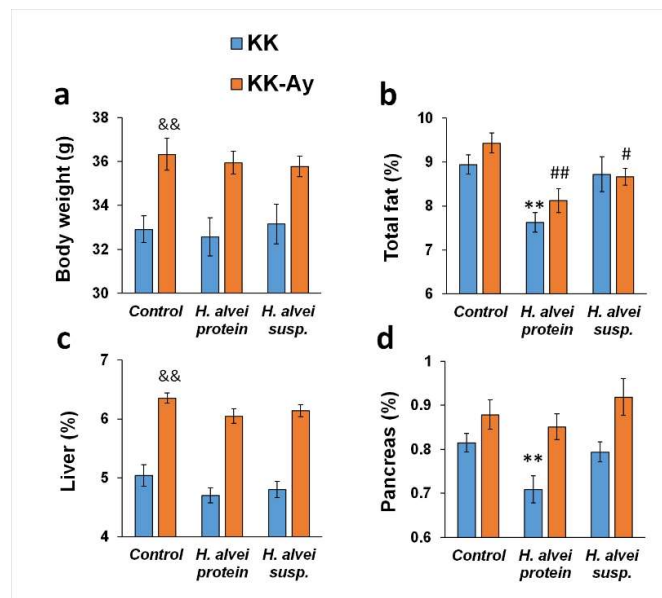 KK
KK-Ay
a
Body weight (g)
38
36
34
32
30
&&
Control
H. alvei protein
H. alvei susp.
b
Total fat (%)
10
9
8
7
6
**
##
#
Control
H. alvei protein
H. alvei susp.
c
Liver (%)
7
6
5
4
&&
Control
H. alvei protein
H. alvei susp.
d
Pancreas (%)
1
0.9
0.8
0.7
0.6
**
Control
H. alvei protein
H. alvei susp.